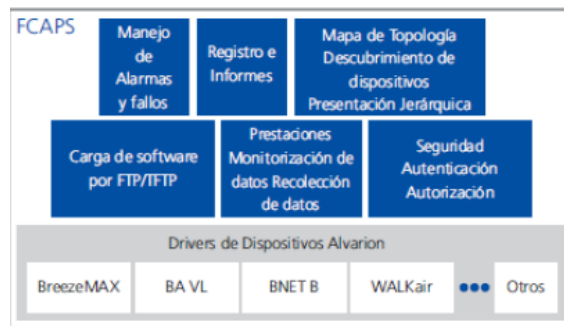 FCAPS
Manejo
de
Alarmas
y fallos
Registro e
Informes
Mapa de Topología
Descubrimiento de
dispositivos
Presentación Jerárquica
Carga de software
por FTP/TFTP
Prestaciones
Monitorización de
datos Recolección
de datos
Seguridad
Autenticación
Autorización
Drivers de Dispositivos Alvarion
BreezeMAX
BA VL
BNET B
WALKair
Otros